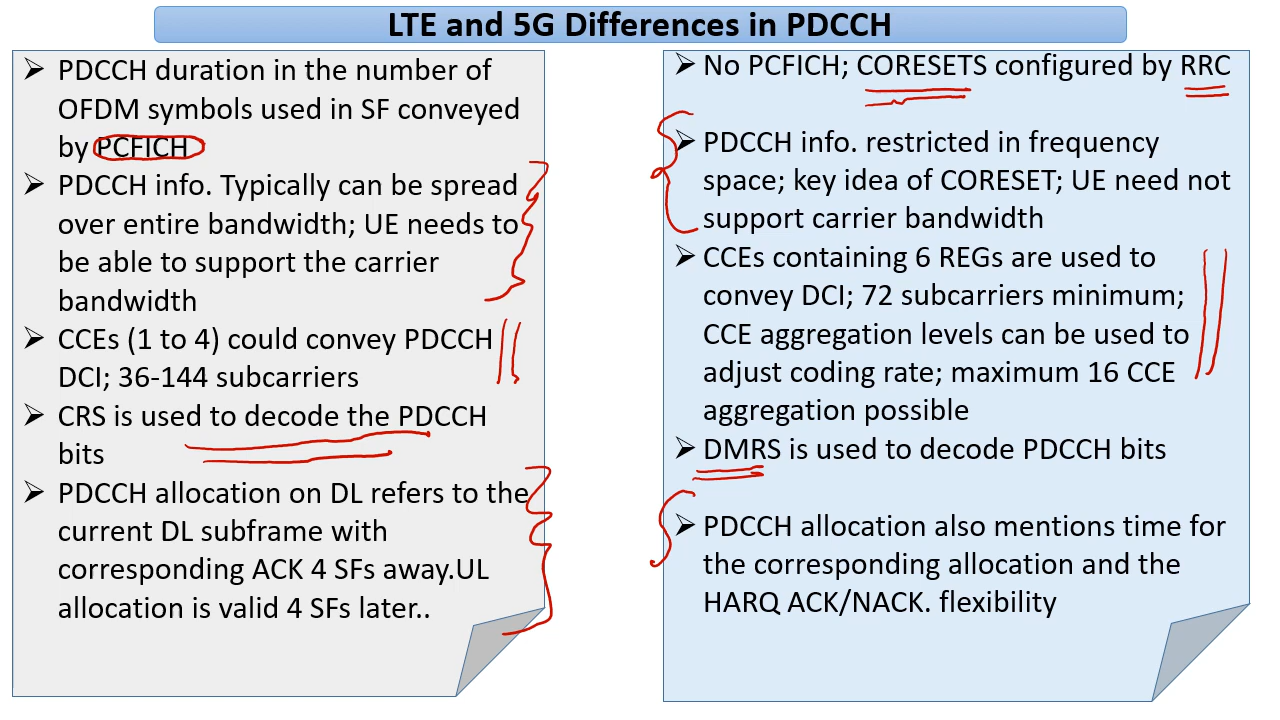 LTE and 5G Differences in PDCCH
➢ PDCCH duration in the number of
OFDM symbols used in SF conveyed
by PCFICH
➢ PDCCH info. Typically can be spread
over entire bandwidth; UE needs to
be able to support the carrier
bandwidth
➢ CCEs (1 to 4) could convey PDCCH
DCI; 36-144 subcarriers
➢ CRS is used to decode the PDCCH
bits
➢ PDCCH allocation on DL refers to the
current DL subframe with
corresponding ACK 4 SFs away.UL
allocation is valid 4 SFs later..
➢ No PCFICH; CORESETS configured by RRC
➢ PDCCH info. restricted in frequency
space; key idea of CORESET; UE need not
support carrier bandwidth
➢ CCEs containing 6 REGs are used to
convey DCI; 72 subcarriers minimum;
CCE aggregation levels can be used to
adjust coding rate; maximum 16 CCE
aggregation possible
➢ DMRS is used to decode PDCCH bits
➢ PDCCH allocation also mentions time for
the corresponding allocation and the
HARQ ACK/NACK. flexibility